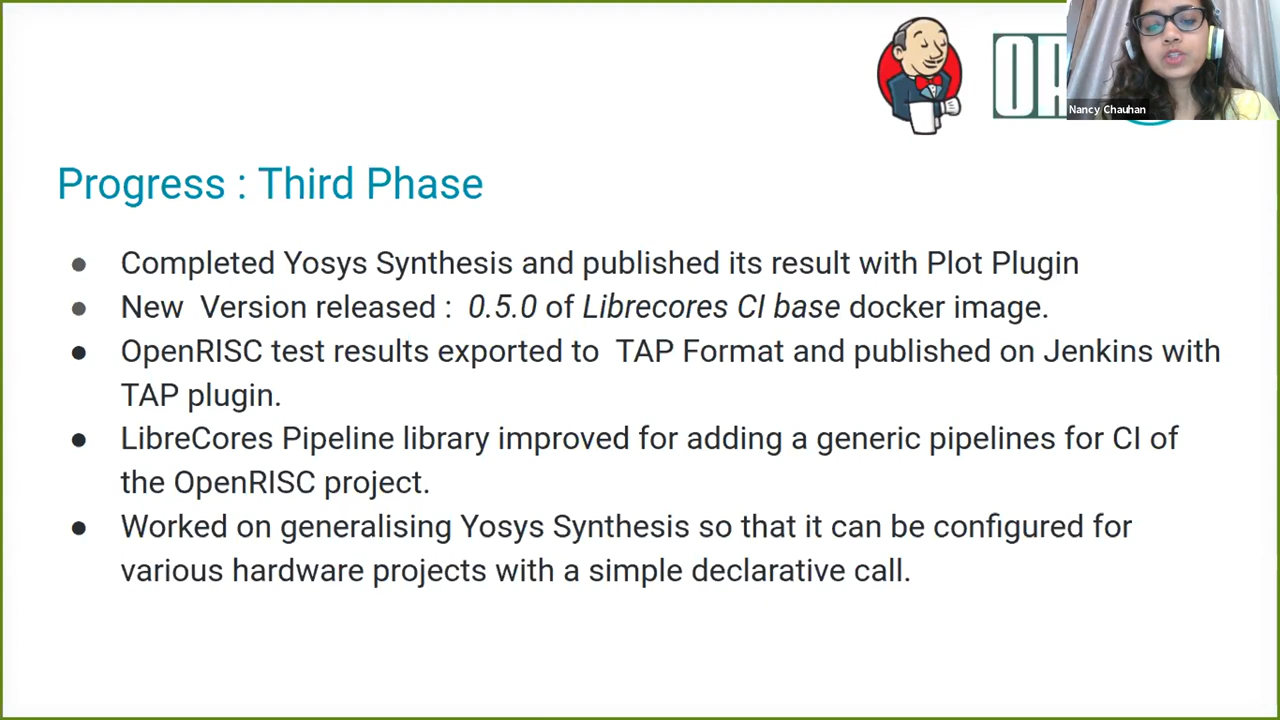 Nancy Chauhan
Progress : Third Phase
● Completed Yosys Synthesis and published its result with Plot Plugin
● New Version released : 0.5.0 of Librecores CI base docker image.
● OpenRISC test results exported to TAP Format and published on Jenkins with
TAP plugin.
● LibreCores Pipeline library improved for adding a generic pipelines for CI of
the OpenRISC project.
● Worked on generalising Yosys Synthesis so that it can be configured for
various hardware projects with a simple declarative call.